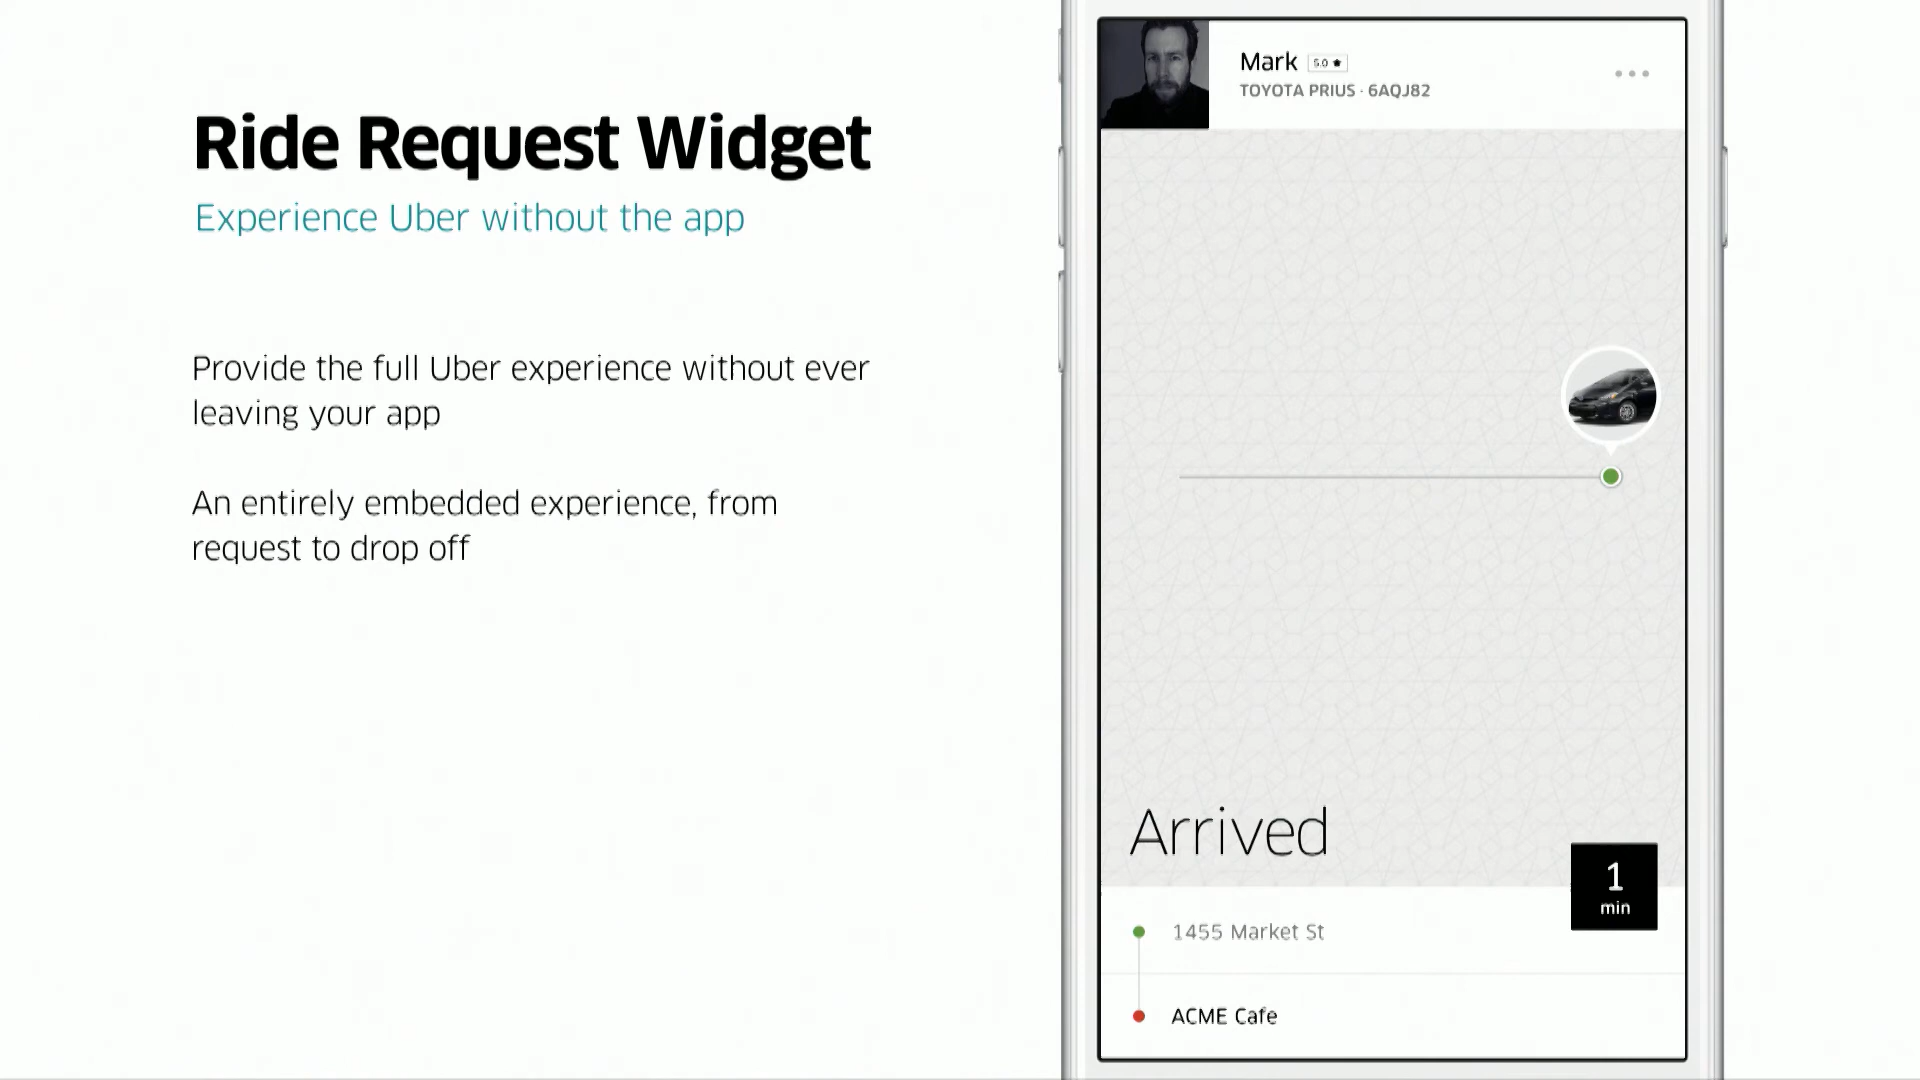 Ride Request Widget
Experience Uber without the app
Provide the full Uber experience without ever
leaving your app
An entirely embedded experience, from
request to drop off
Mark 5.0 ★
TOYOTA PRIUS · 6AQJ82
Arrived
1
min
1455 Market St
ACME Cafe